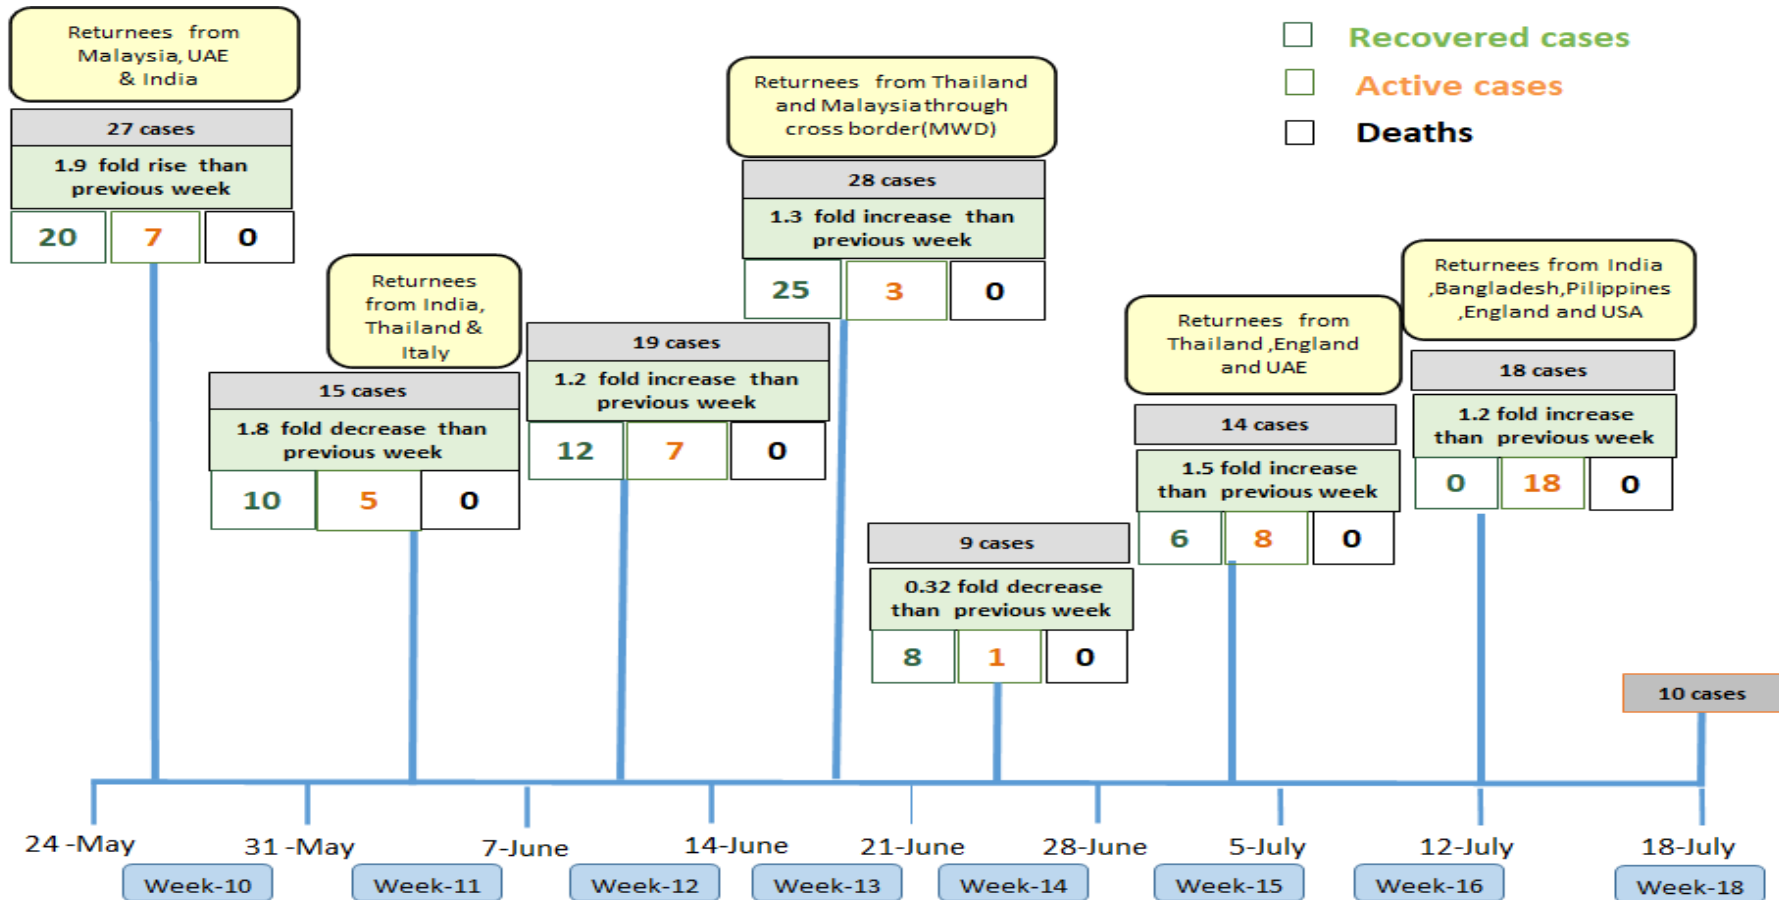 Returnees from
Malaysia, UAE
& India
27 cases
1.9 fold rise than
previous week
20 7 0
Returnees
from India,
Thailand &
Italy
15 cases
1.8 fold decrease than
previous week
10 5 0
19 cases
1.2 fold increase than
previous week
12 7 0
Returnees from Thailand
and Malaysia through
cross border(MWD)
28 cases
1.3 fold increase than
previous week
25 3 0
9 cases
0.32 fold decrease
than previous week
8 1 0
Returnees from
Thailand ,England
and UAE
14 cases
1.5 fold increase
than previous week
6 8 0
Returnees from India
,Bangladesh,Pilippines
,England and USA
18 cases
1.2 fold increase
than previous week
0 18 0
10 cases
Recovered cases
Active cases
Deaths
24 -May 31 -May 7-June 14-June 21-June 28-June 5-July 12-July 18-July
Week-10 Week-11 Week-12 Week-13 Week-14 Week-15 Week-16 Week-18